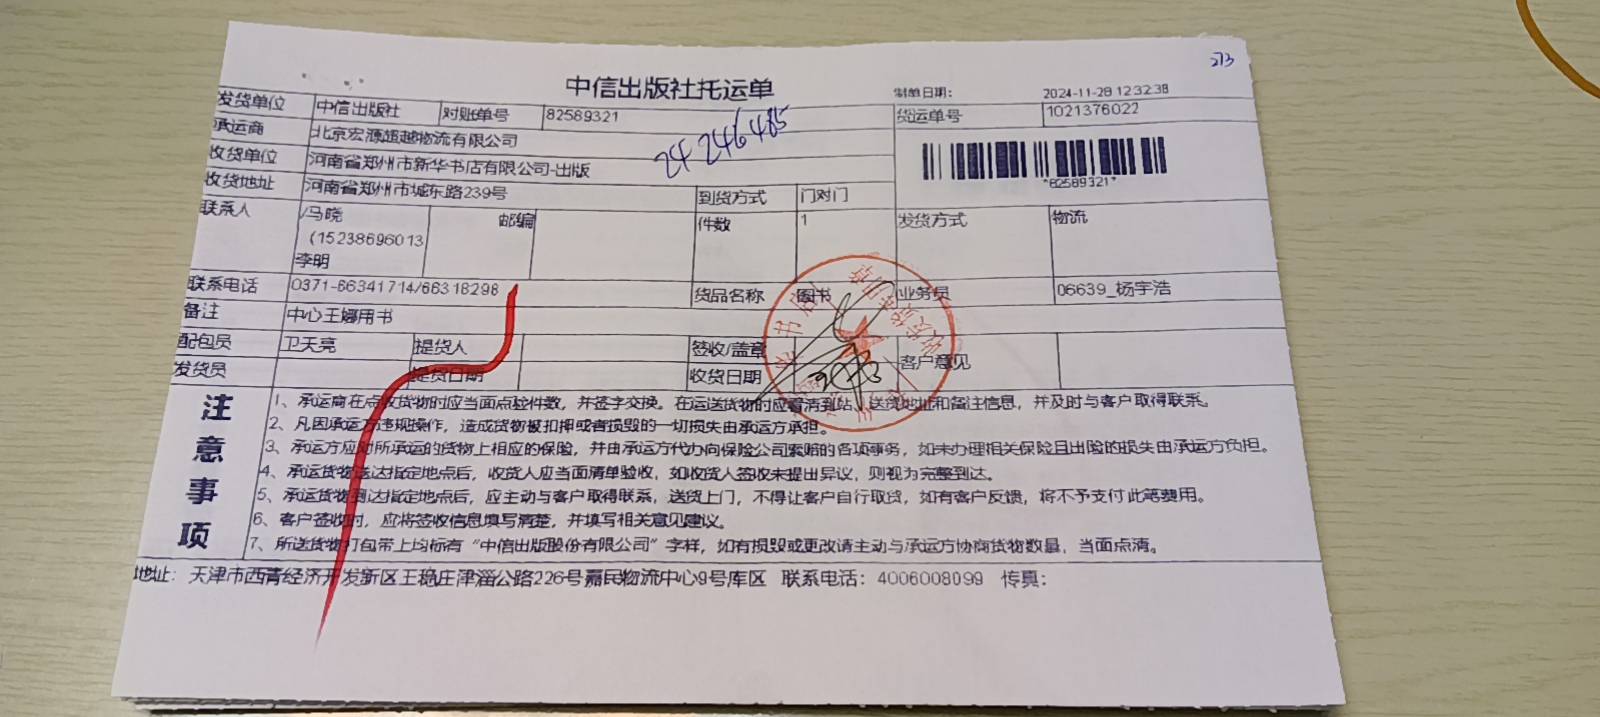 273
中信出版社托运单
制单日期： 2024-11-28 12:32:38
发货单位 中信出版社 对账单号 82589321 货运单号 1021376022
24246485
承运商 北京宏源超越物流有限公司
收货单位 河南省郑州市新华书店有限公司-出版
*82589321*
收货地址 河南省郑州市城东路239号 到货方式 门对门
联系人 /马晓 邮编 件数 1 发货方式 物流
（15238696013
李明
联系电话 0371-66341714/66318298 货品名称 图书 业务员 06639_杨宇浩
备注 中心王娜用书
配包员 卫天亮 提货人 签收/盖章 客户意见
发货员 提货日期 收货日期
注意事项
1、承运商在点收货物时应当面点验件数，并签字交换。在运送货物时应看清到站、送货地址和备注信息，并及时与客户取得联系。
2、凡因承运方违规操作，造成货物被扣押或者损毁的一切损失由承运方承担。
3、承运方应对所承运的货物上相应的保险，并由承运方代办向保险公司索赔的各项事务，如未办理相关保险且出险的损失由承运方负担。
4、承运货物送达指定地点后，收货人应当面清单验收，如收货人签收未提出异议，则视为完整到达。
5、承运货物到达指定地点后，应主动与客户取得联系，送货上门，不得让客户自行取货，如有客户反馈，将不予支付此笔费用。
6、客户签收时，应将签收信息填写清楚，并填写相关意见建议。
7、所送货物打包带上均标有“中信出版股份有限公司”字样，如有损毁或更改请主动与承运方协商货物数量，当面点清。
地址：天津市西青经济开发新区王稳庄津淄公路226号嘉民物流中心9号库区 联系电话：4006008099 传真：